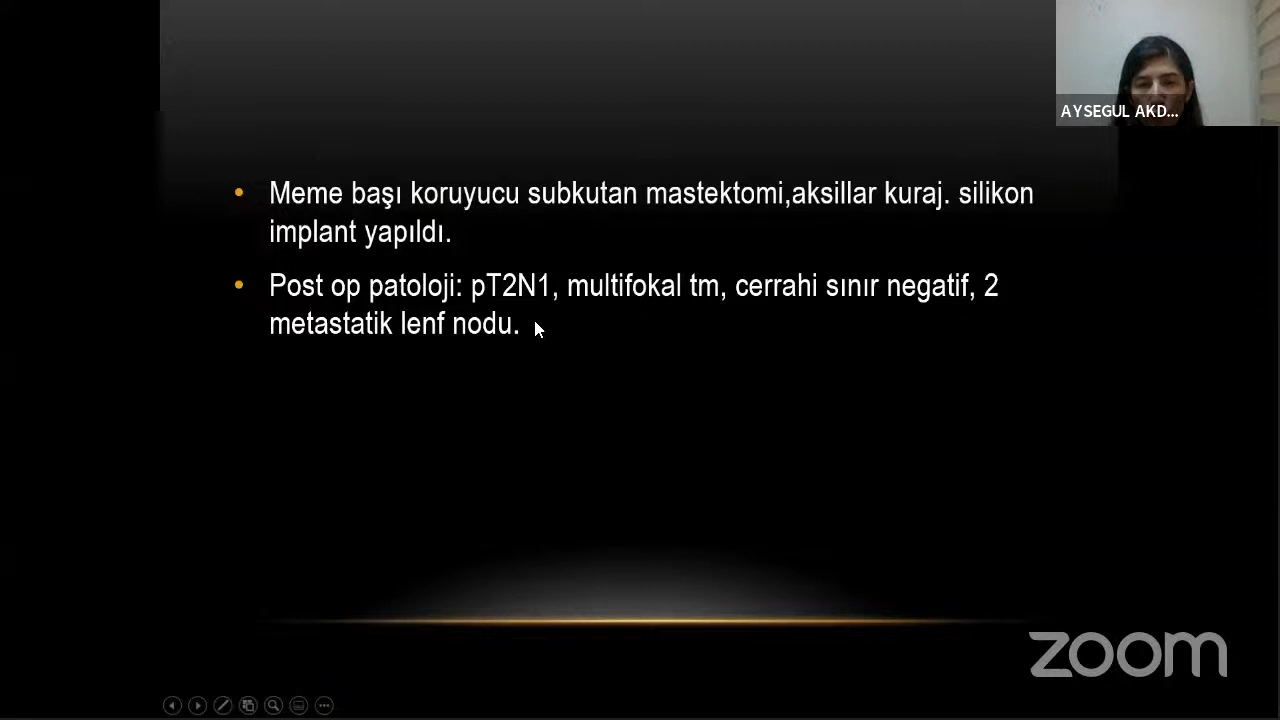 AYSEGUL AKD...
Meme başı koruyucu subkutan mastektomi,aksillar kuraj. silikon
implant yapıldı.
Post op patoloji: pT2N1, multifokal tm, cerrahi sınır negatif, 2
metastatik lenf nodu.
zoom